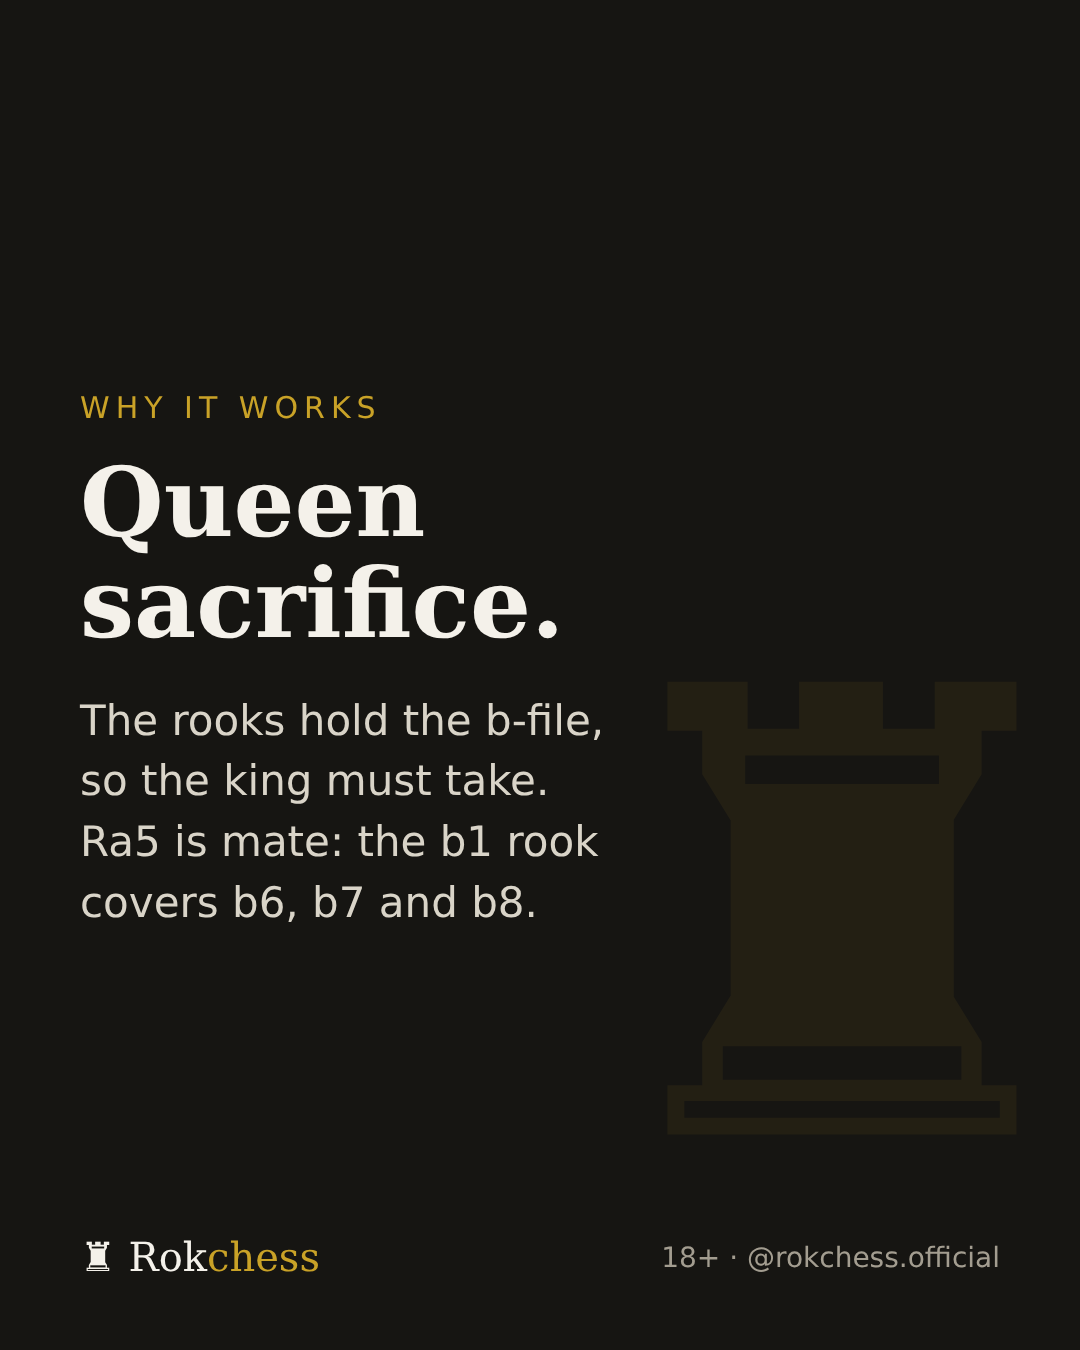 WHY IT WORKS
Queen
sacrifice.
The rooks hold the b-file,
so the king must take.
Ra5 is mate: the b1 rook
covers b6, b7 and b8.
♜ Rokchess
18+ · @rokchess.official